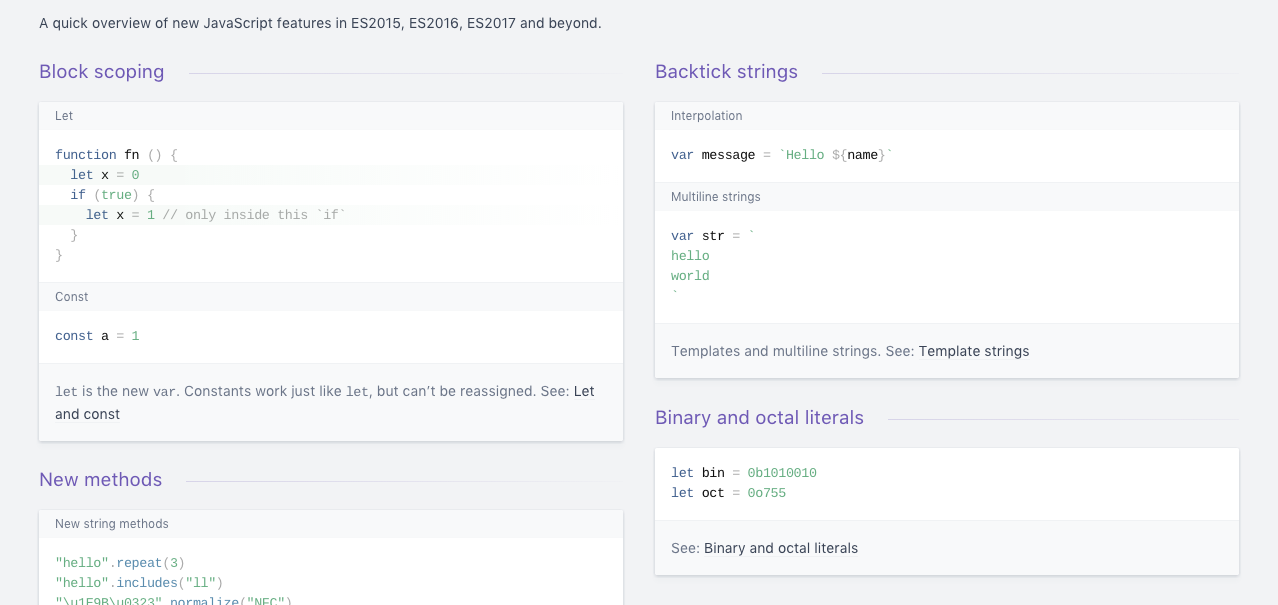 A quick overview of new JavaScript features in ES2015, ES2016, ES2017 and beyond.
Block scoping
Let
function fn () {
  let x = 0
  if (true) {
    let x = 1 // only inside this `if`
  }
}
Const
const a = 1
let is the new var. Constants work just like let, but can’t be reassigned. See: Let
and const
New methods
New string methods
"hello".repeat(3)
"hello".includes("ll")
"\u1E9B\u0323".normalize("NFC")
Backtick strings
Interpolation
var message = `Hello ${name}`
Multiline strings
var str = `
hello
world
`
Templates and multiline strings. See: Template strings
Binary and octal literals
let bin = 0b1010010
let oct = 0o755
See: Binary and octal literals